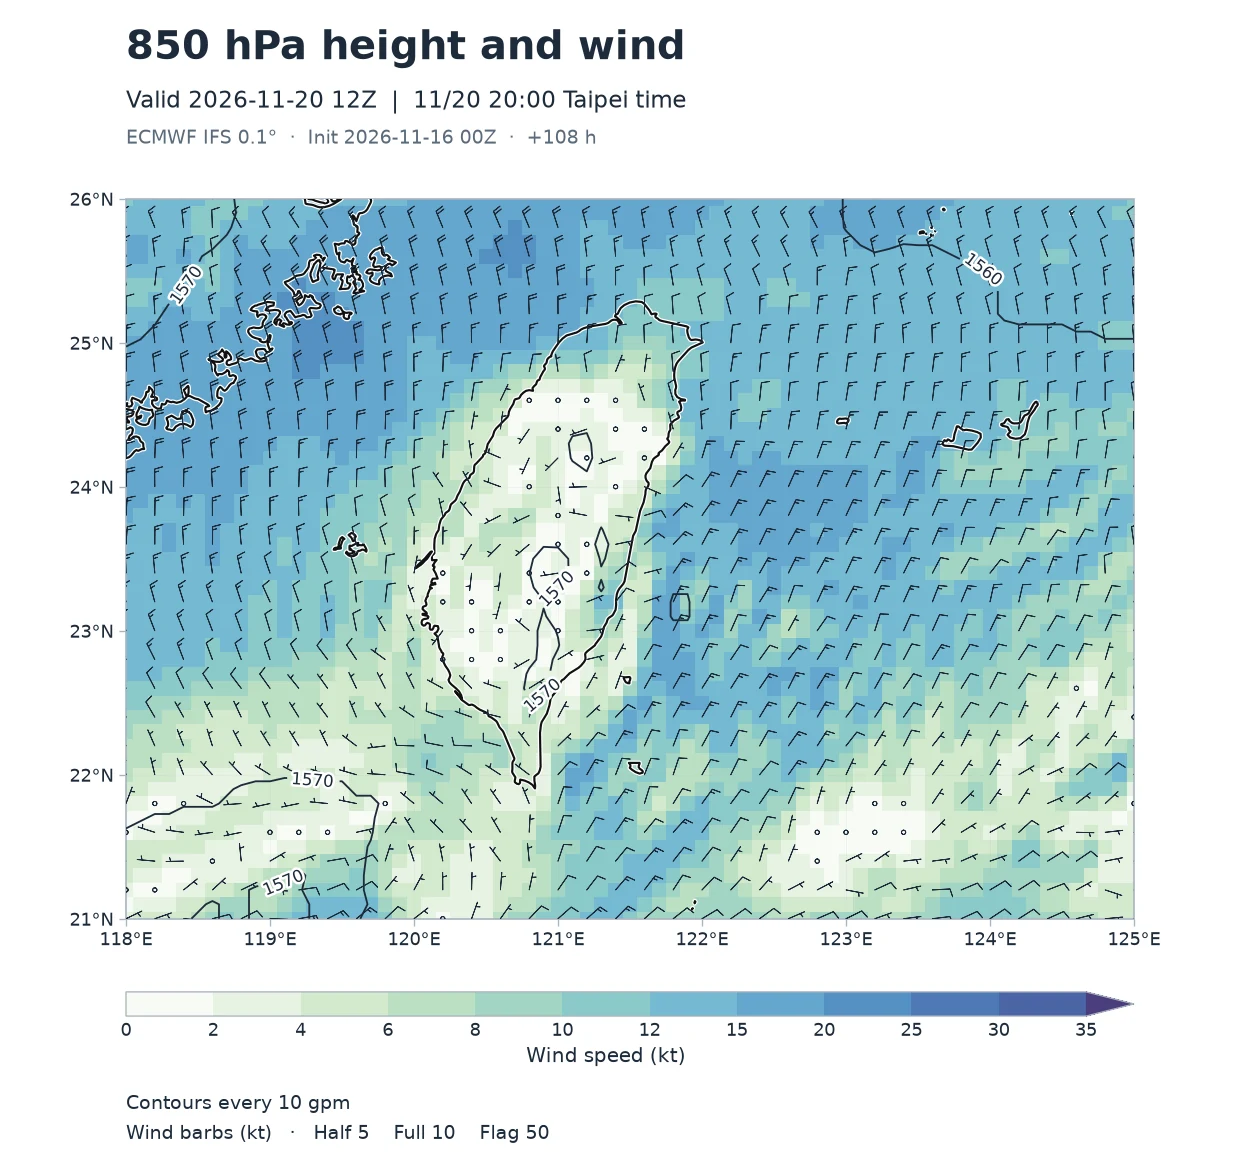 850 hPa height and wind
Valid 2026-11-20 12Z | 11/20 20:00 Taipei time
ECMWF IFS 0.1° · Init 2026-11-16 00Z · +108 h
26°N
25°N
24°N
23°N
22°N
21°N
1570
1560
1570
1570
1570
1570
118°E 119°E 120°E 121°E 122°E 123°E 124°E 125°E
0 2 4 6 8 10 12 15 20 25 30 35
Wind speed (kt)
Contours every 10 gpm
Wind barbs (kt) · Half 5 Full 10 Flag 50